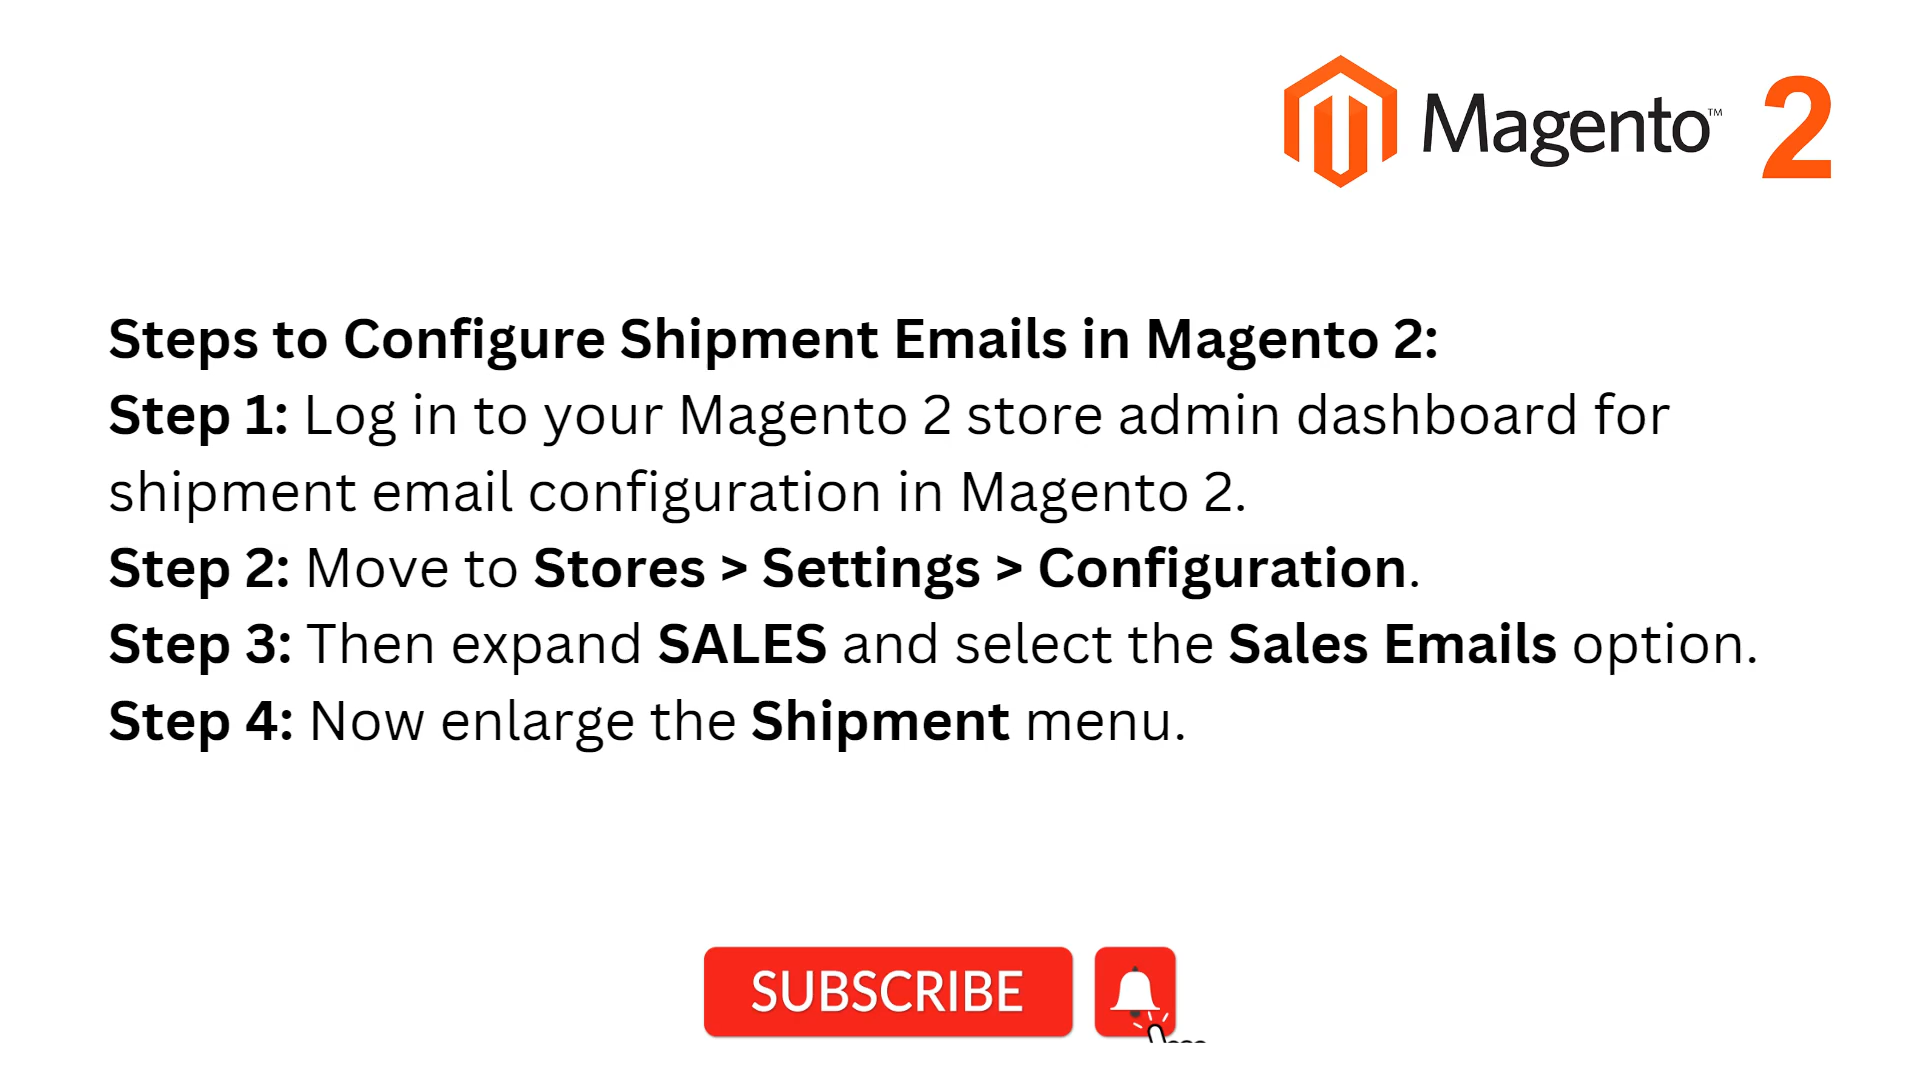 Magento™ 2
Steps to Configure Shipment Emails in Magento 2:
Step 1: Log in to your Magento 2 store admin dashboard for
shipment email configuration in Magento 2.
Step 2: Move to Stores > Settings > Configuration.
Step 3: Then expand SALES and select the Sales Emails option.
Step 4: Now enlarge the Shipment menu.
SUBSCRIBE